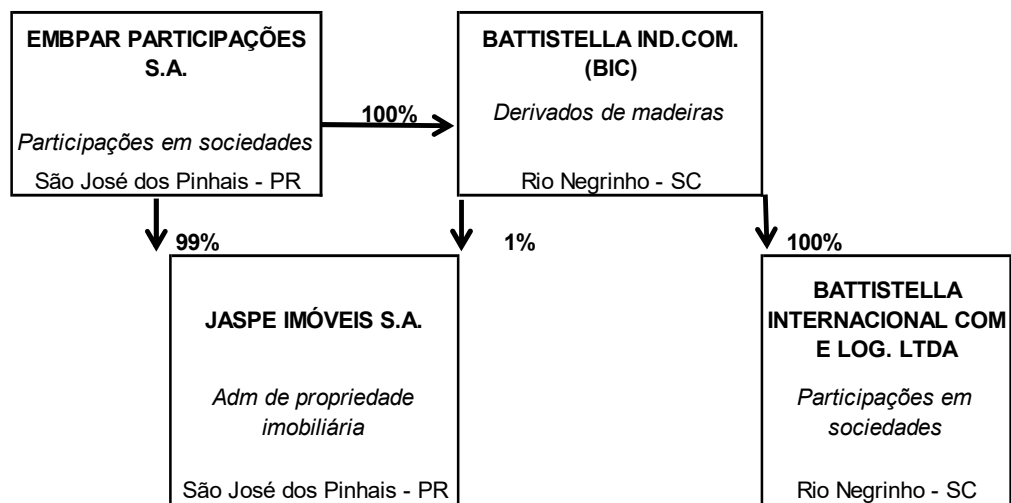 EMBPAR PARTICIPAÇÕES
S.A.
Participações em sociedades
São José dos Pinhais - PR
100%
BATTISTELLA IND.COM.
(BIC)
Derivados de madeiras
Rio Negrinho - SC
99%
1%
100%
JASPE IMÓVEIS S.A.
Adm de propriedade
imobiliária
São José dos Pinhais - PR
BATTISTELLA
INTERNACIONAL COM
E LOG. LTDA
Participações em
sociedades
Rio Negrinho - SC